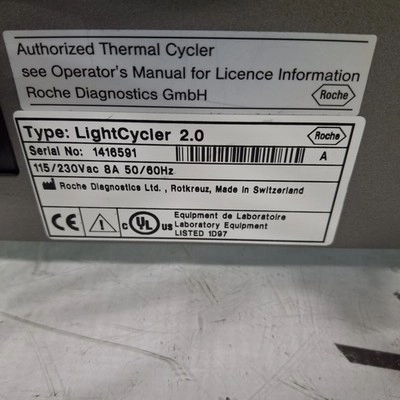 Authorized Thermal Cycler
see Operator's Manual for Licence Information
Roche Diagnostics GmbH
Roche
Type: LightCycler 2.0
Roche
Serial No: 1416591
A
115/230Vac 8A 50/60Hz
Roche Diagnostics Ltd., Rotkreuz, Made in Switzerland
CE
c UL us
Equipment de Laboratoire
Laboratory Equipment
LISTED 1D97